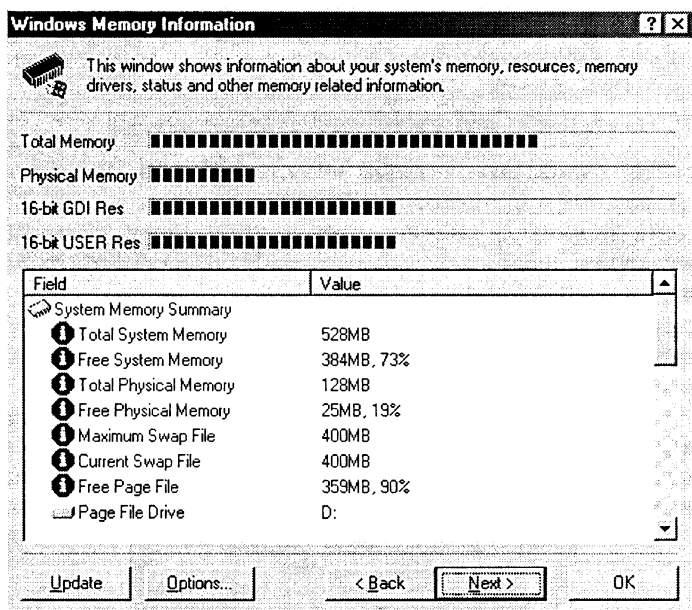 Windows Memory Information
? X
This window shows information about your system's memory, resources, memory
drivers, status and other memory related information.
Total Memory
Physical Memory
16-bit GDI Res
16-bit USER Res
Field Value
System Memory Summary
Total System Memory 528MB
Free System Memory 384MB, 73%
Total Physical Memory 128MB
Free Physical Memory 25MB, 19%
Maximum Swap File 400MB
Current Swap File 400MB
Free Page File 359MB, 90%
Page File Drive D:
Update Options... < Back Next > OK